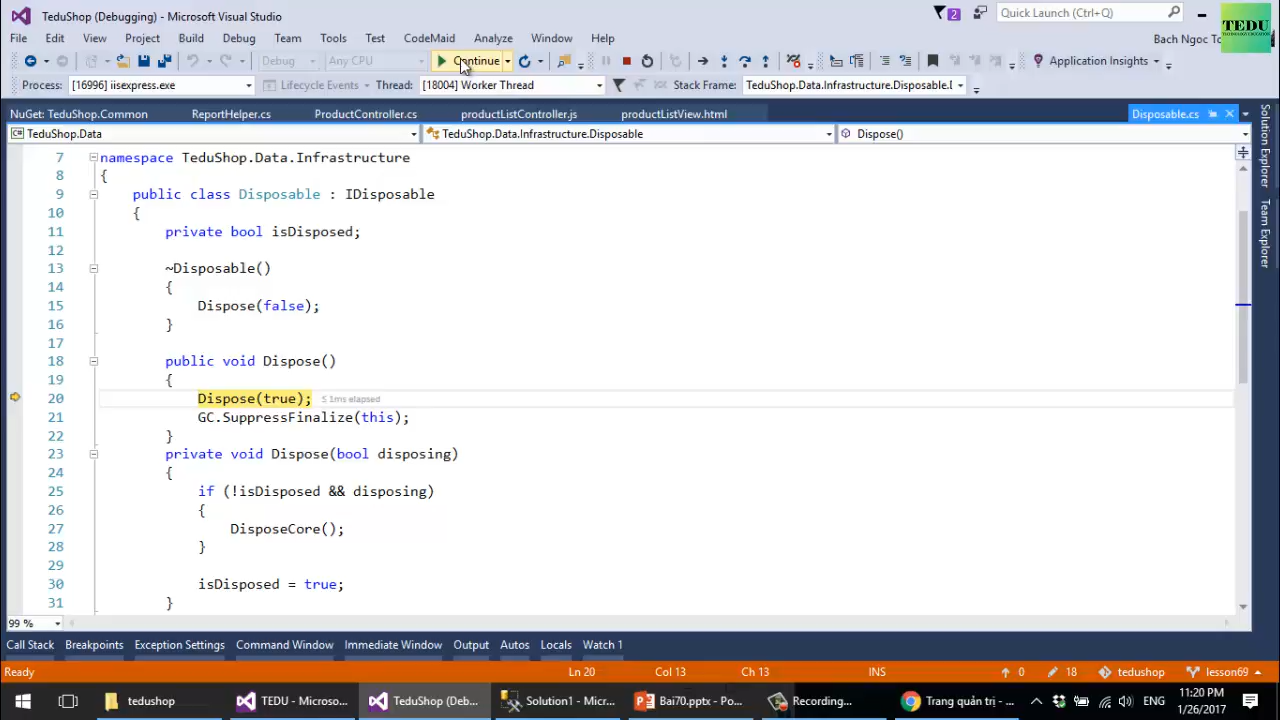 TeduShop (Debugging) - Microsoft Visual Studio
2
Quick Launch (Ctrl+Q)
TEDU
File Edit View Project Build Debug Team Tools Test CodeMaid Analyze Window Help
Bach Ngoc To
Debug Any CPU Continue Application Insights
Process: [16996] iisexpress.exe Lifecycle Events Thread: [18004] Worker Thread Stack Frame: TeduShop.Data.Infrastructure.Disposable.
NuGet: TeduShop.Common ReportHelper.cs ProductController.cs productListController.js productListView.html Disposable.cs
TeduShop.Data TeduShop.Data.Infrastructure.Disposable Dispose()
Solution Explorer
Team Explorer
7 namespace TeduShop.Data.Infrastructure
8 {
9 public class Disposable : IDisposable
10 {
11 private bool isDisposed;
12
13 ~Disposable()
14 {
15 Dispose(false);
16 }
17
18 public void Dispose()
19 {
20 Dispose(true); ≤ 1ms elapsed
21 GC.SuppressFinalize(this);
22 }
23 private void Dispose(bool disposing)
24 {
25 if (!isDisposed && disposing)
26 {
27 DisposeCore();
28 }
29
30 isDisposed = true;
31 }
99 %
Call Stack Breakpoints Exception Settings Command Window Immediate Window Output Autos Locals Watch 1
Ready Ln 20 Col 13 Ch 13 INS 0 18 tedushop lesson69
tedushop TEDU - Microso... TeduShop (Deb... Solution1 - Micr... Bai70.pptx - Po... Recording... Trang quản trị - ... ENG 11:20 PM
1/26/2017